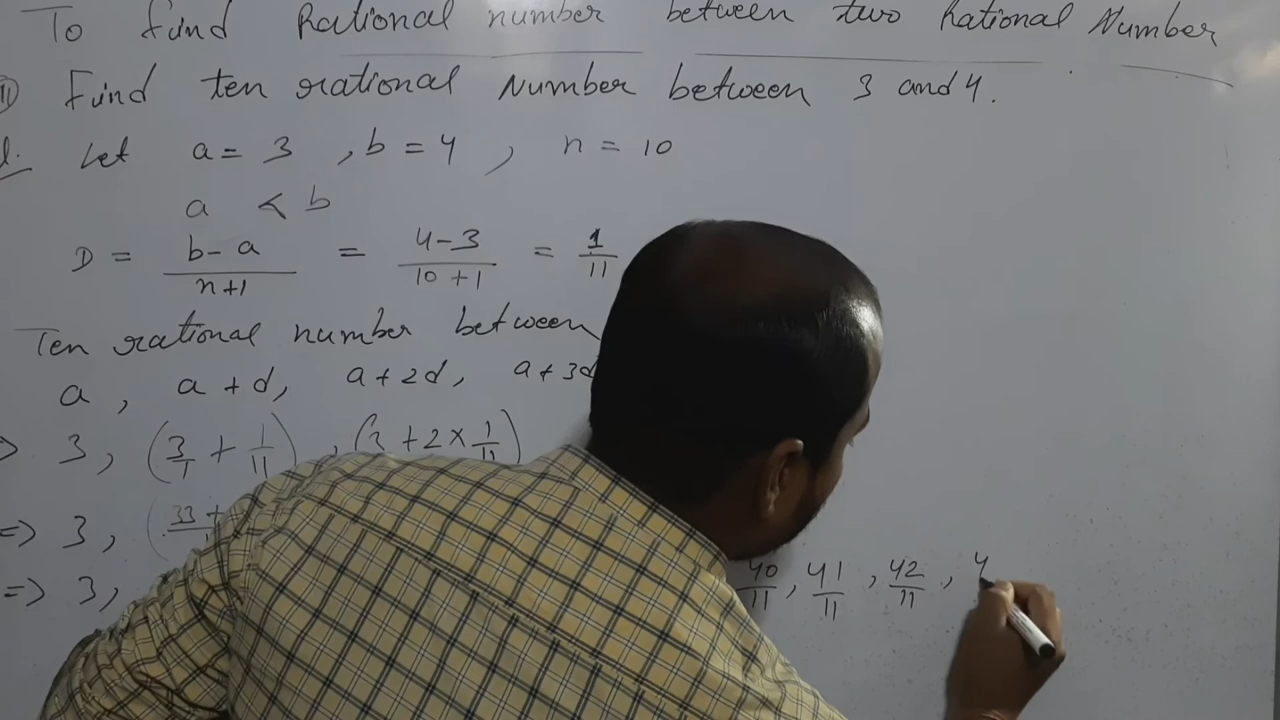 To find Rational number between two Rational Number
Find ten rational Number between 3 and 4.
Let a = 3 , b = 4 , n = 10
a < b
D = b-a/n+1 = 4-3/10+1 = 1/11
Ten rational number between
a , a + d, a + 2d, a + 3d
3, (3/1 + 1/11) , (3 + 2 × 1/11)
=> 3, (33 +
=> 3, 40/11 , 41/11 , 42/11 , 4